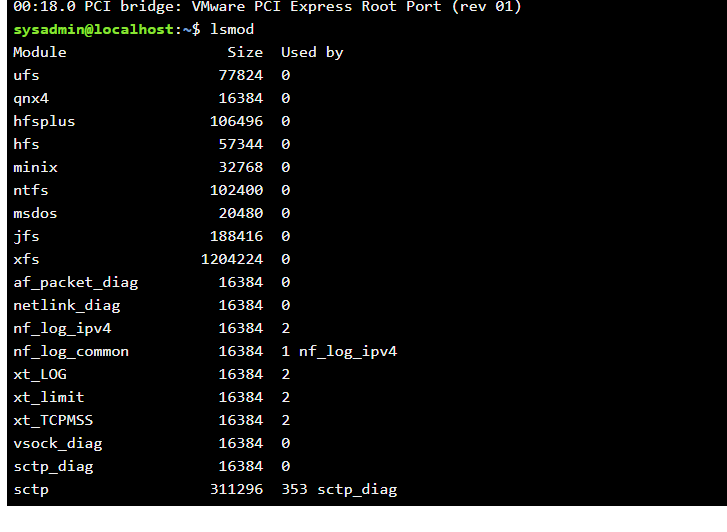 00:18.0 PCI bridge: VMware PCI Express Root Port (rev 01)
sysadmin@localhost:~$ lsmod
Module                  Size  Used by
ufs                    77824  0
qnx4                   16384  0
hfsplus               106496  0
hfs                    57344  0
minix                  32768  0
ntfs                  102400  0
msdos                  20480  0
jfs                   188416  0
xfs                  1204224  0
af_packet_diag         16384  0
netlink_diag           16384  0
nf_log_ipv4            16384  2
nf_log_common          16384  1 nf_log_ipv4
xt_LOG                 16384  2
xt_limit               16384  2
xt_TCPMSS              16384  2
vsock_diag             16384  0
sctp_diag              16384  0
sctp                  311296  353 sctp_diag